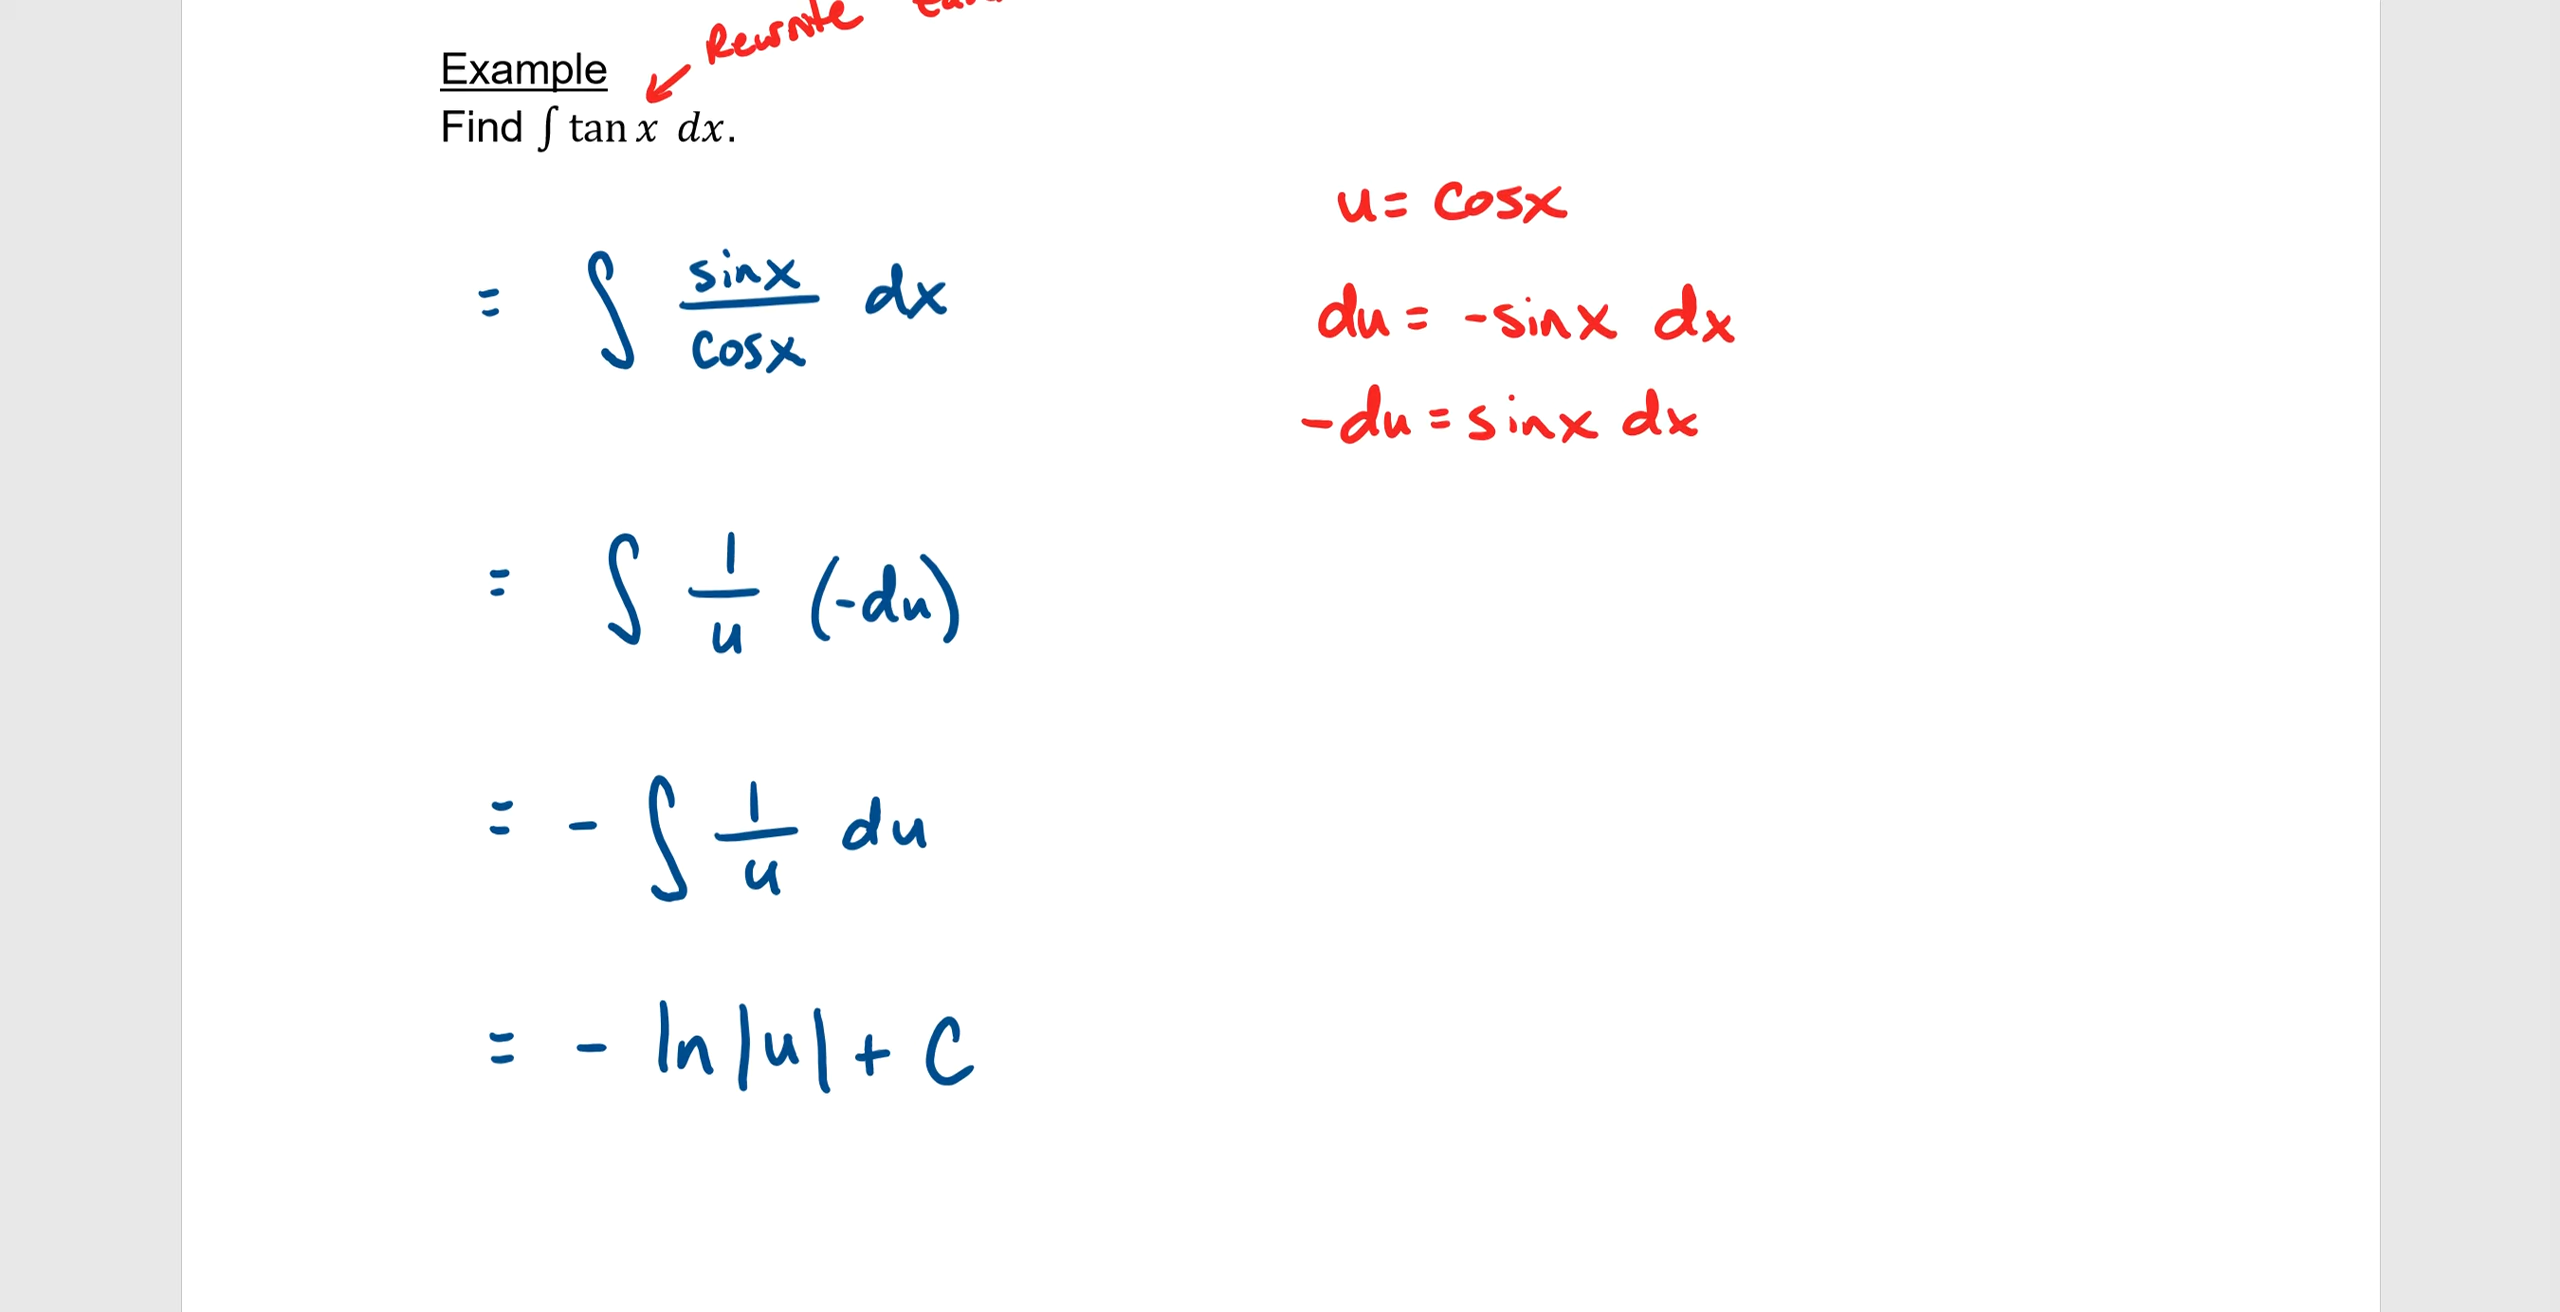 Rewrite
Example
Find ∫ tan x dx.
u = cosx
= ∫ sinx/cosx dx
du = -sinx dx
-du = sinx dx
= ∫ 1/u (-du)
= - ∫ 1/u du
= - ln|u| + C